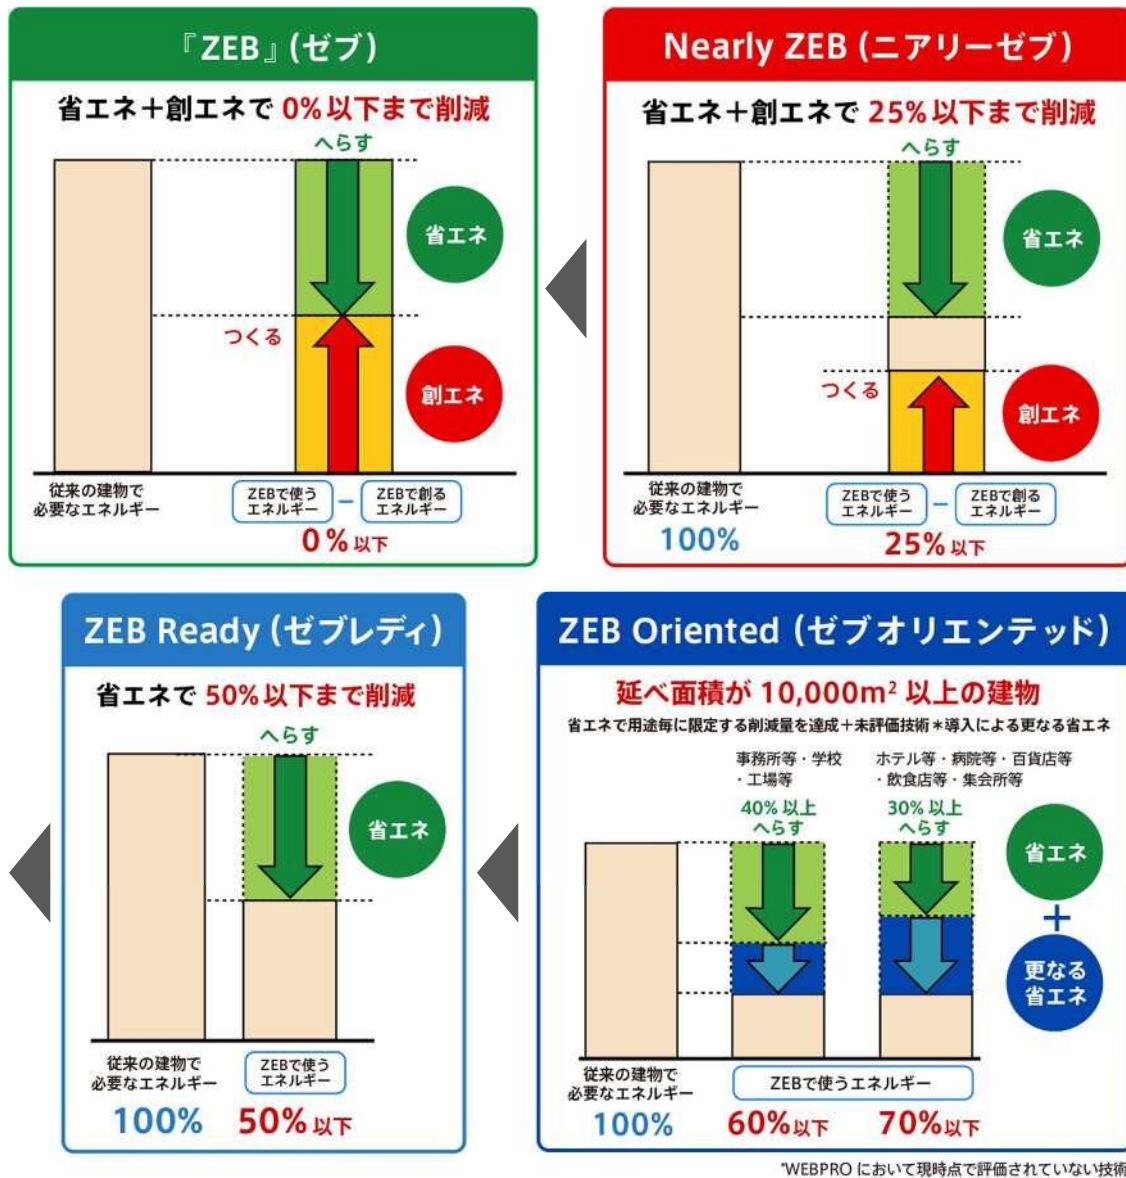 『ZEB』(ゼブ)
省エネ＋創エネで 0%以下まで削減
へらす
省エネ
つくる
創エネ
従来の建物で
必要なエネルギー
ZEBで使う
エネルギー
－
ZEBで創る
エネルギー
0%以下
Nearly ZEB (ニアリーゼブ)
省エネ＋創エネで 25%以下まで削減
へらす
省エネ
つくる
創エネ
従来の建物で
必要なエネルギー
100%
ZEBで使う
エネルギー
－
ZEBで創る
エネルギー
25%以下
ZEB Ready (ゼブレディ)
省エネで 50%以下まで削減
へらす
省エネ
従来の建物で
必要なエネルギー
100%
ZEBで使う
エネルギー
50%以下
ZEB Oriented (ゼブオリエンテッド)
延べ面積が 10,000m² 以上の建物
省エネで用途毎に限定する削減量を達成＋未評価技術＊導入による更なる省エネ
事務所等・学校
・工場等
40%以上
へらす
ホテル等・病院等・百貨店等
・飲食店等・集会所等
30%以上
へらす
省エネ
＋
更なる
省エネ
従来の建物で
必要なエネルギー
100%
ZEBで使うエネルギー
60%以下
70%以下
*WEBPRO において現時点で評価されていない技術